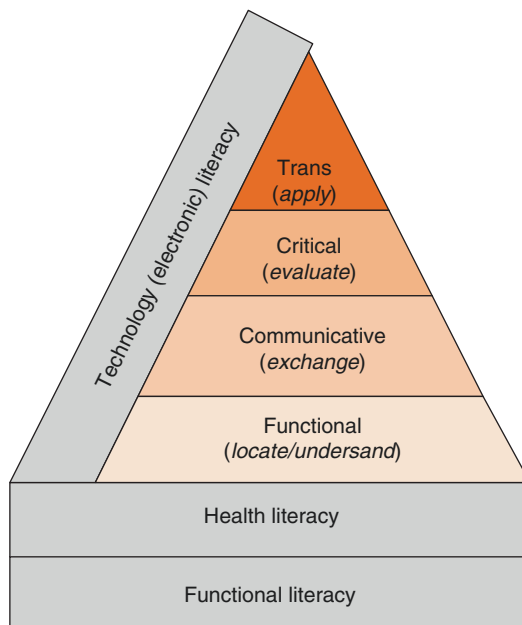 Technology (electronic) literacy
Trans
(apply)
Critical
(evaluate)
Communicative
(exchange)
Functional
(locate/undersand)
Health literacy
Functional literacy